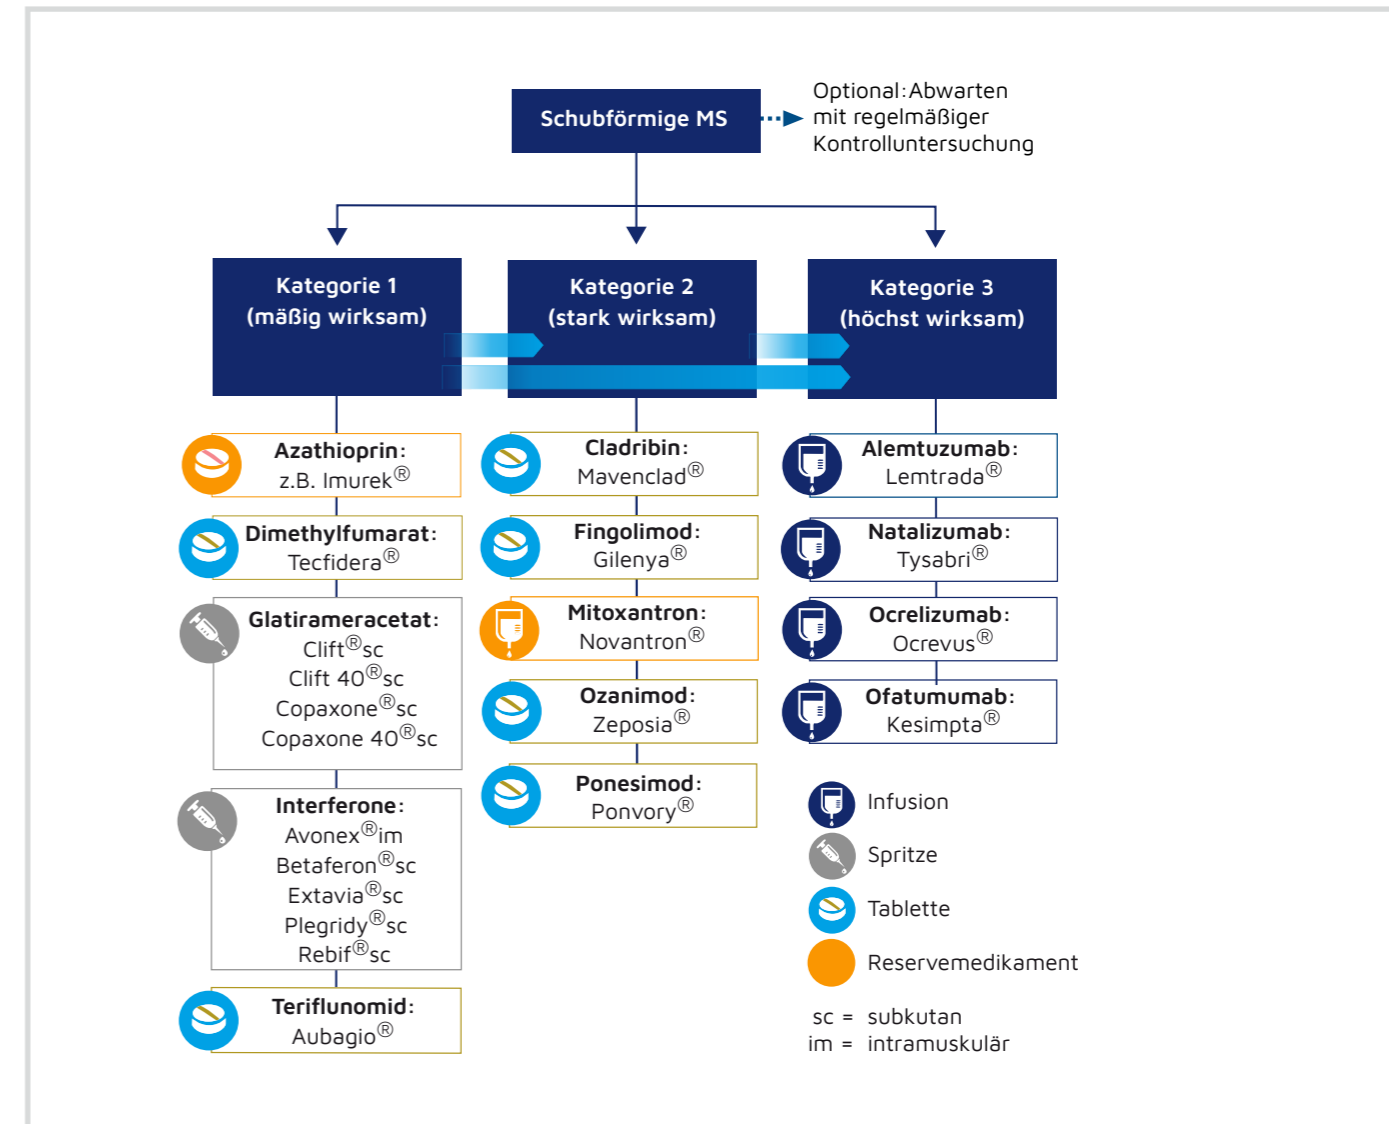 Schubförmige MS
Optional:Abwarten
mit regelmäßiger
Kontrolluntersuchung
Kategorie 1
(mäßig wirksam)
Kategorie 2
(stark wirksam)
Kategorie 3
(höchst wirksam)
Azathioprin:
z.B. Imurek®
Dimethylfumarat:
Tecfidera®
Glatirameracetat:
Clift®sc
Clift 40®sc
Copaxone®sc
Copaxone 40®sc
Interferone:
Avonex®im
Betaferon®sc
Extavia®sc
Plegridy®sc
Rebif®sc
Teriflunomid:
Aubagio®
Cladribin:
Mavenclad®
Fingolimod:
Gilenya®
Mitoxantron:
Novantron®
Ozanimod:
Zeposia®
Ponesimod:
Ponvory®
Alemtuzumab:
Lemtrada®
Natalizumab:
Tysabri®
Ocrelizumab:
Ocrevus®
Ofatumumab:
Kesimpta®
Infusion
Spritze
Tablette
Reservemedikament
sc = subkutan
im = intramuskulär